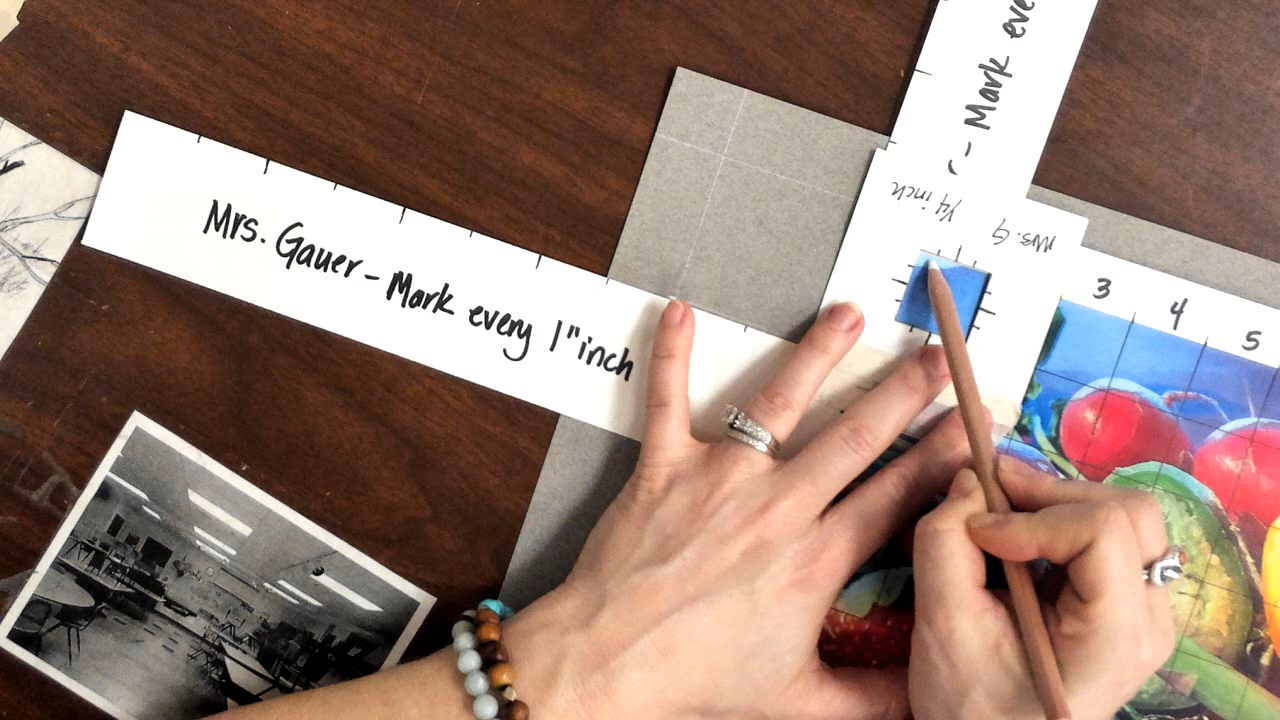 Mrs. Gauer - Mark every 1" inch
- Mark eve
1/4 inch
Mrs. G
3 4 5